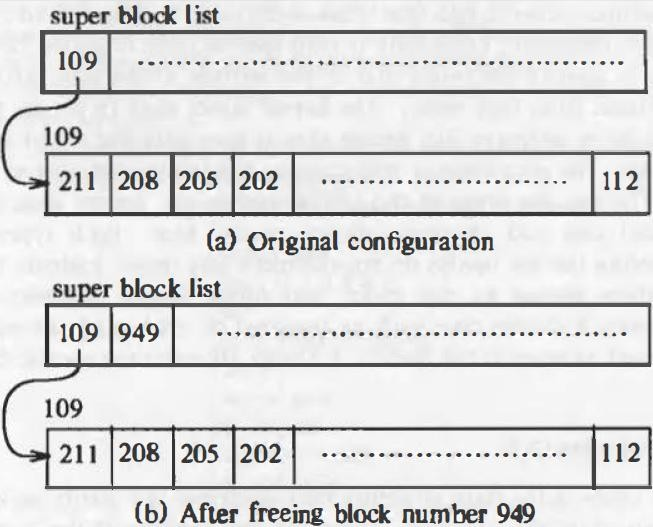 super block list
109 ........................................
109
211 208 205 202 .............................. 112
(a) Original configuration
super block list
109 949 ........................................
109
211 208 205 202 .............................. 112
(b) After freeing block number 949